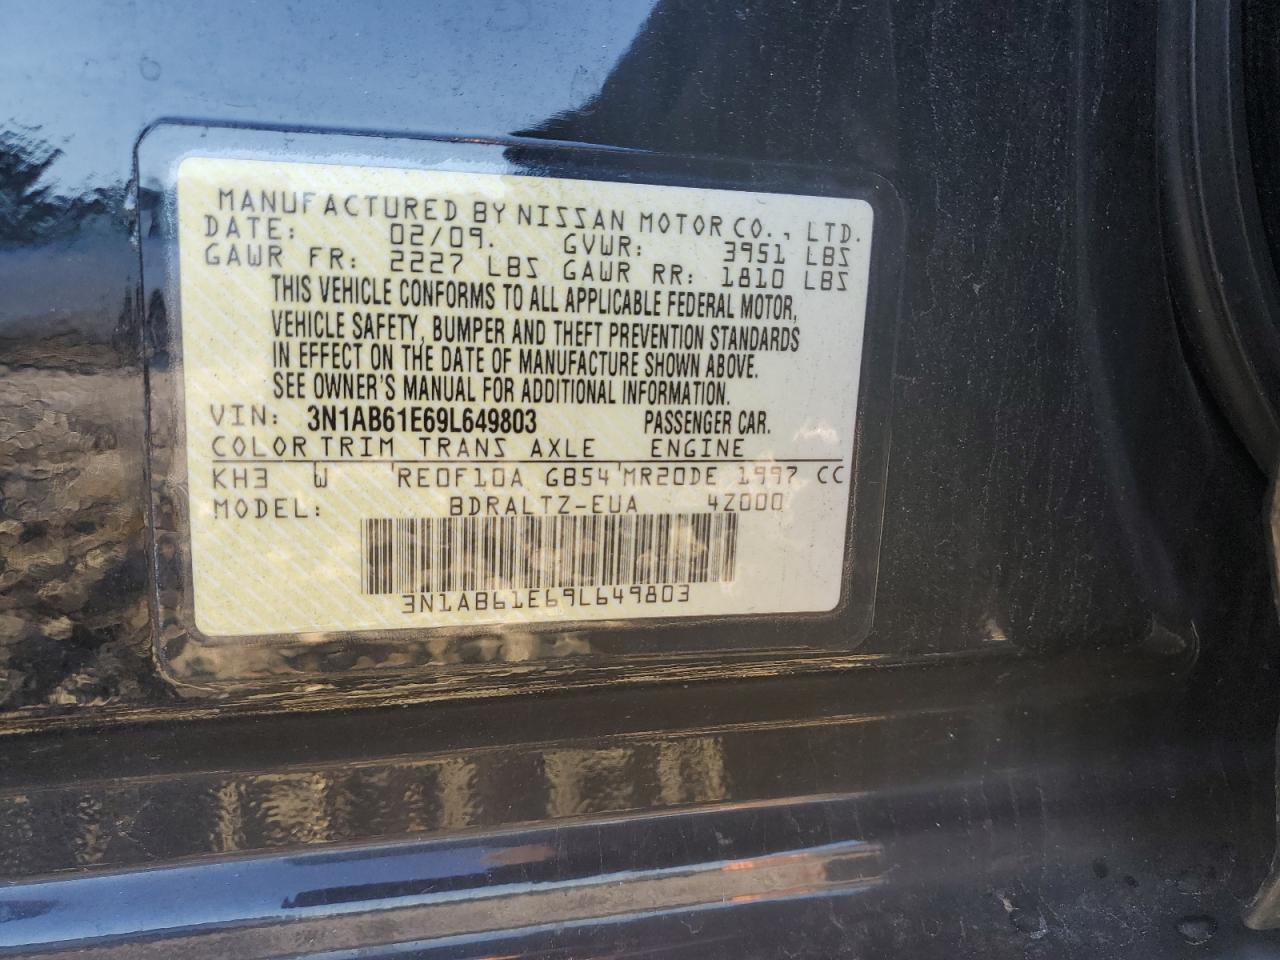 MANUFACTURED BY NISSAN MOTOR CO., LTD.
DATE: 02/09. GVWR: 3951 LBS
GAWR FR: 2227 LBS GAWR RR: 1810 LBS
THIS VEHICLE CONFORMS TO ALL APPLICABLE FEDERAL MOTOR,
VEHICLE SAFETY, BUMPER AND THEFT PREVENTION STANDARDS
IN EFFECT ON THE DATE OF MANUFACTURE SHOWN ABOVE.
SEE OWNER'S MANUAL FOR ADDITIONAL INFORMATION.
VIN: 3N1AB61E69L649803 PASSENGER CAR.
COLOR TRIM TRANS AXLE ENGINE
KH3 W RE0F10A GB54 MR20DE 1997 CC
MODEL: BDRALTZ-EUA 4Z000
3N1AB61E69L649803